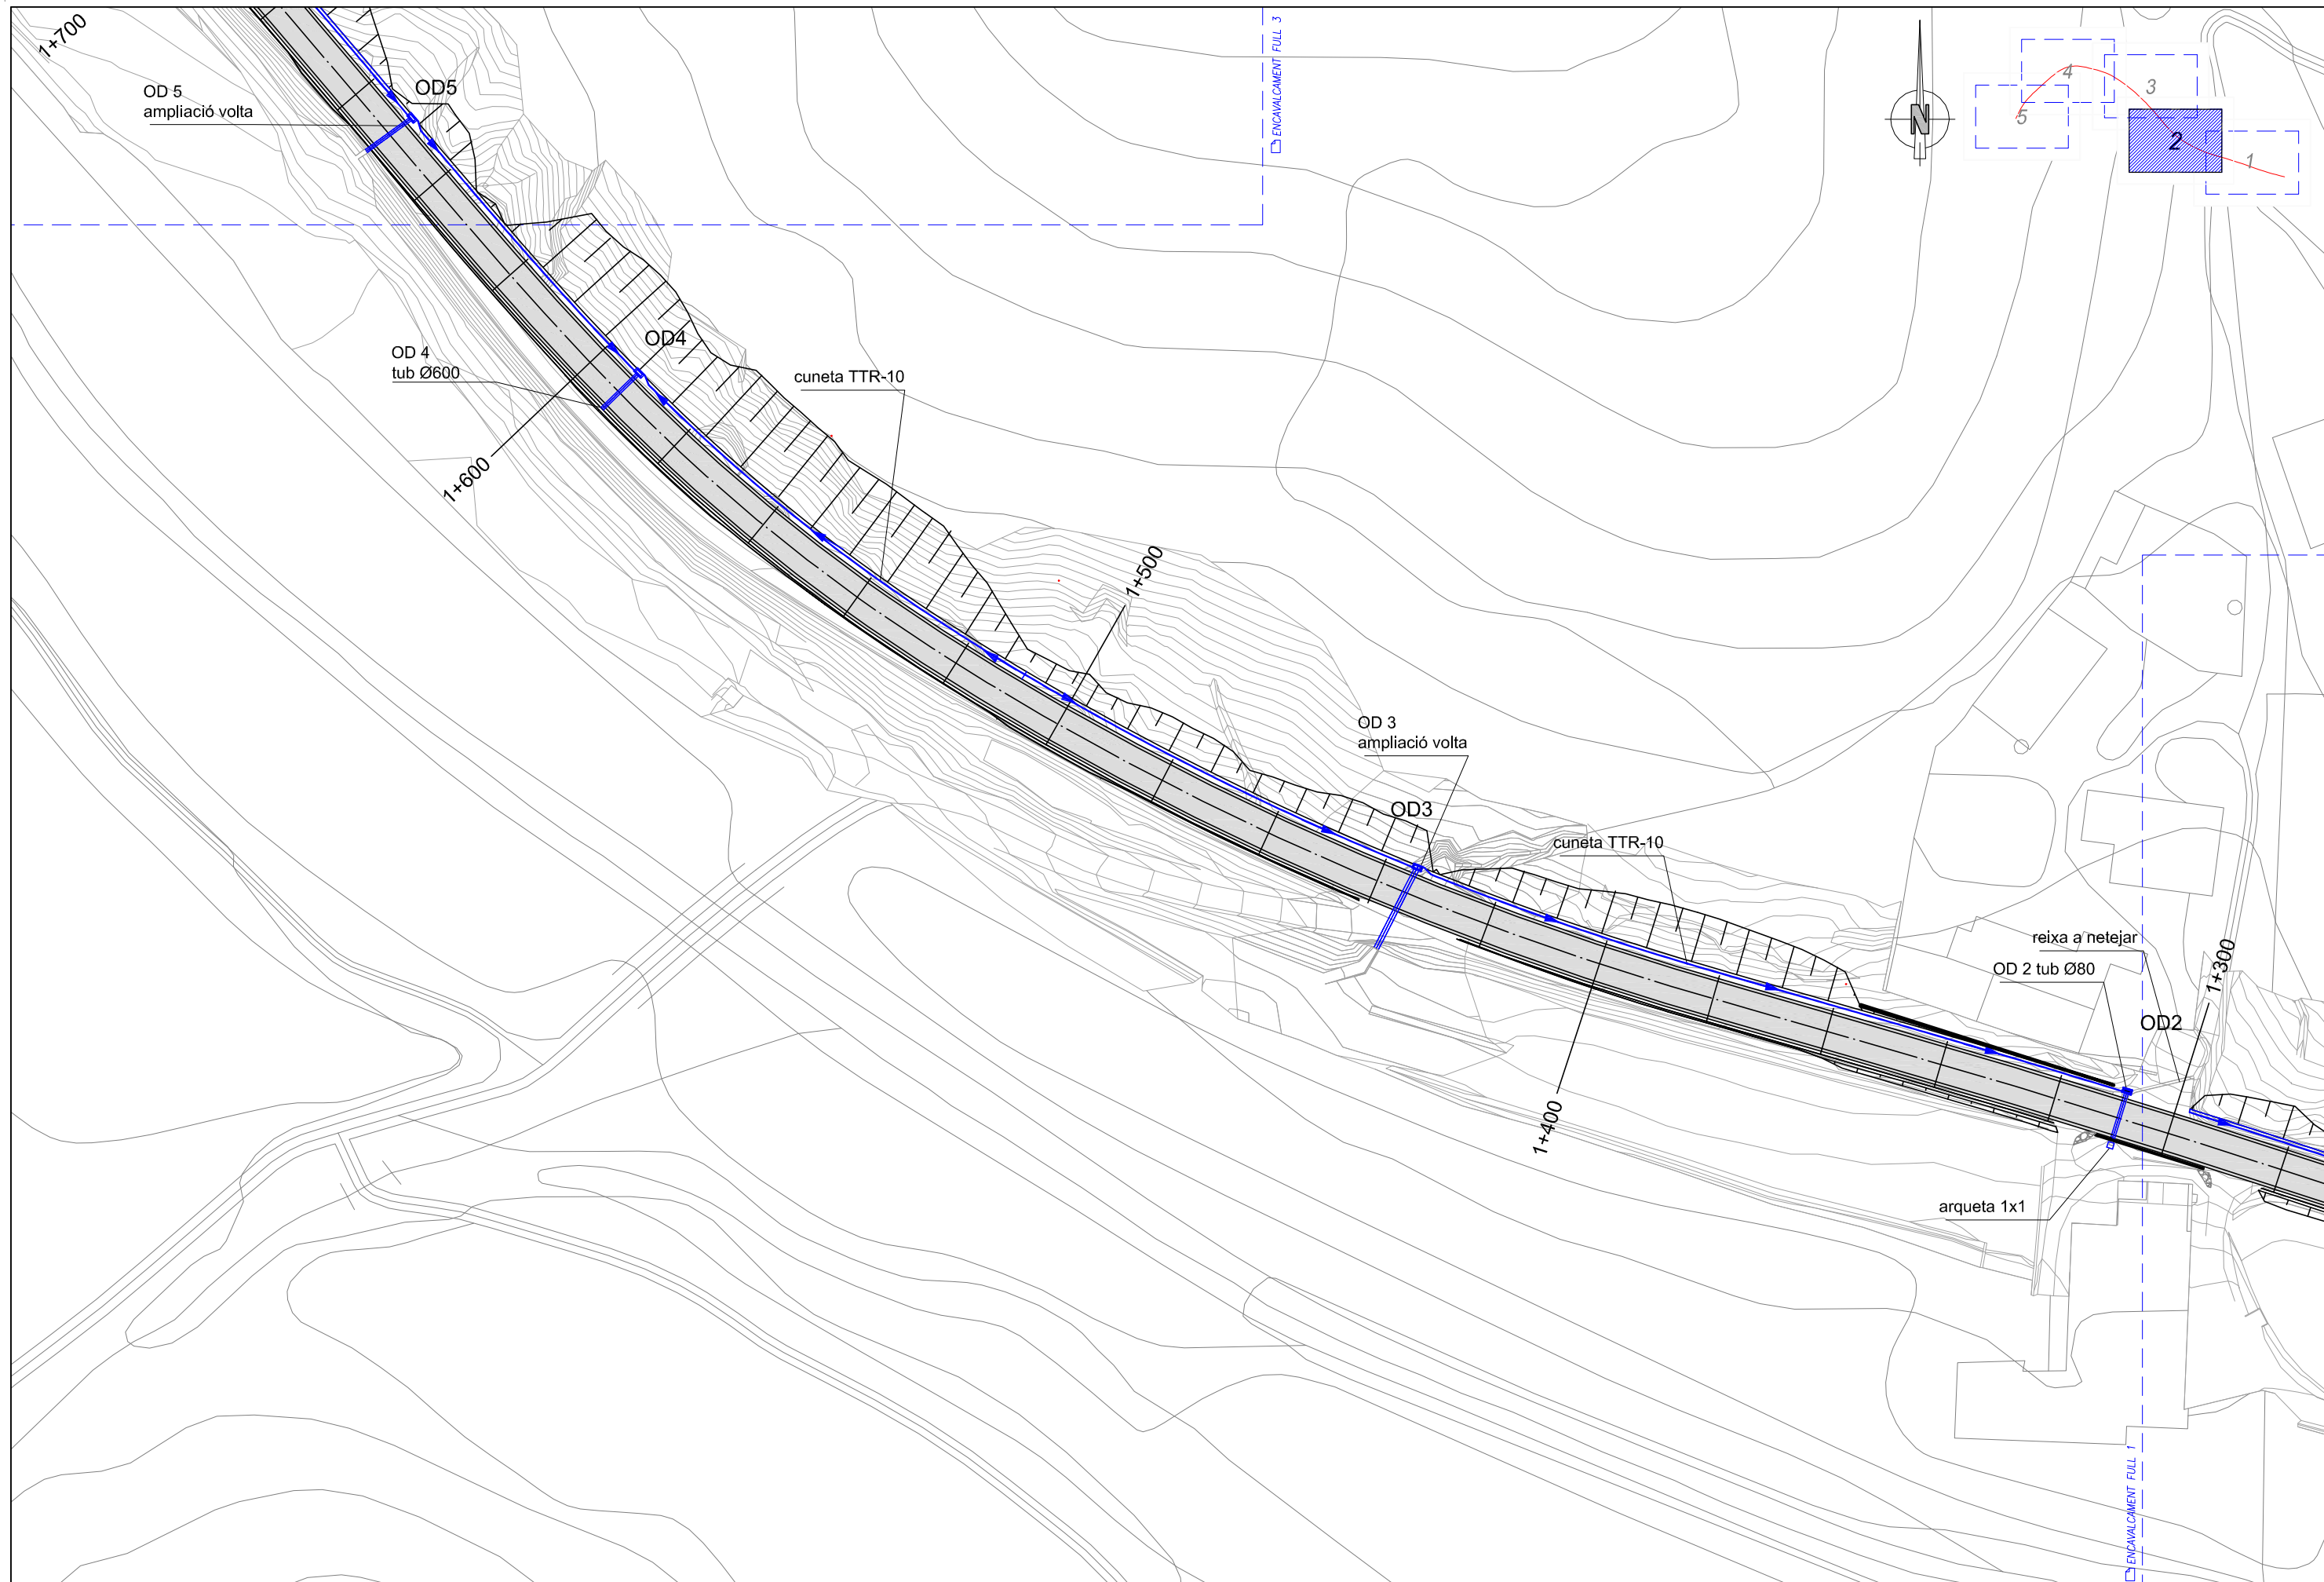 1+700
OD 5
ampliació volta
OD5
ENCAVALCAMENT FULL 3
N
4
3
5
2
1
OD 4
tub Ø600
OD4
cuneta TTR-10
1+600
1+500
OD 3
ampliació volta
OD3
cuneta TTR-10
reixa a netejar
OD 2 tub Ø80
1+300
OD2
1+400
arqueta 1x1
ENCAVALCAMENT FULL 1